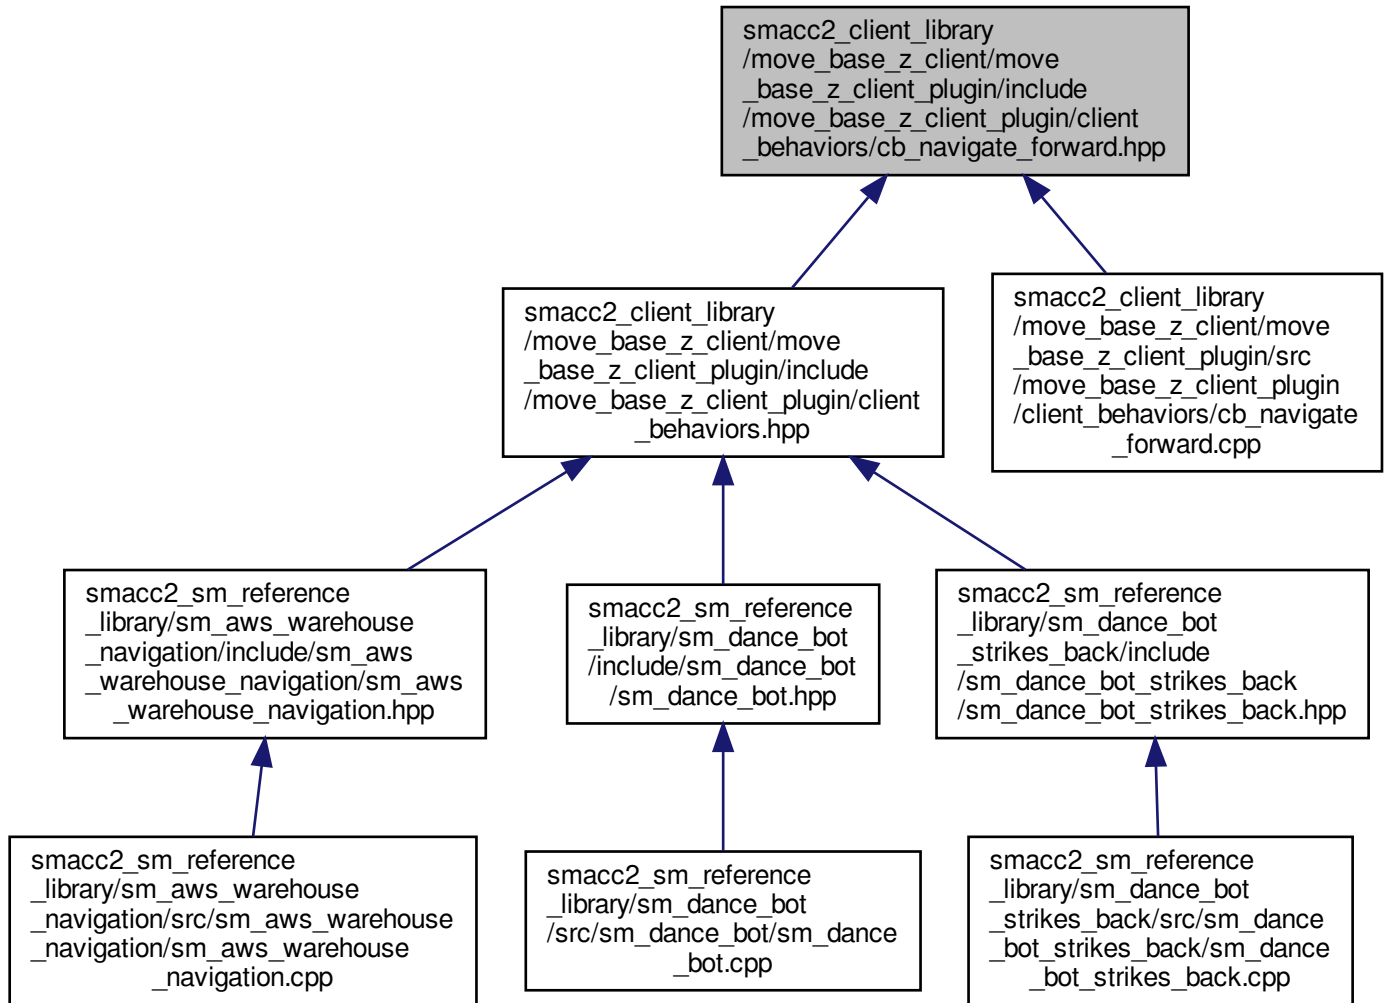 smacc2_client_library
/move_base_z_client/move
_base_z_client_plugin/include
/move_base_z_client_plugin/client
_behaviors/cb_navigate_forward.hpp
smacc2_client_library
/move_base_z_client/move
_base_z_client_plugin/include
/move_base_z_client_plugin/client
_behaviors.hpp
smacc2_client_library
/move_base_z_client/move
_base_z_client_plugin/src
/move_base_z_client_plugin
/client_behaviors/cb_navigate
_forward.cpp
smacc2_sm_reference
_library/sm_aws_warehouse
_navigation/include/sm_aws
_warehouse_navigation/sm_aws
_warehouse_navigation.hpp
smacc2_sm_reference
_library/sm_dance_bot
/include/sm_dance_bot
/sm_dance_bot.hpp
smacc2_sm_reference
_library/sm_dance_bot
_strikes_back/include
/sm_dance_bot_strikes_back
/sm_dance_bot_strikes_back.hpp
smacc2_sm_reference
_library/sm_aws_warehouse
_navigation/src/sm_aws_warehouse
_navigation/sm_aws_warehouse
_navigation.cpp
smacc2_sm_reference
_library/sm_dance_bot
/src/sm_dance_bot/sm_dance
_bot.cpp
smacc2_sm_reference
_library/sm_dance_bot
_strikes_back/src/sm_dance
_bot_strikes_back/sm_dance
_bot_strikes_back.cpp